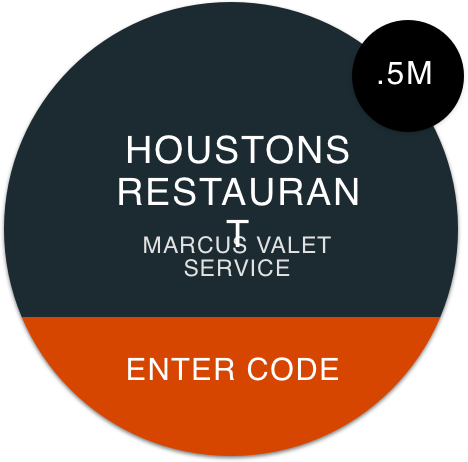 .5M
HOUSTONS
RESTAURAN
T
MARCUS VALET
SERVICE
ENTER CODE